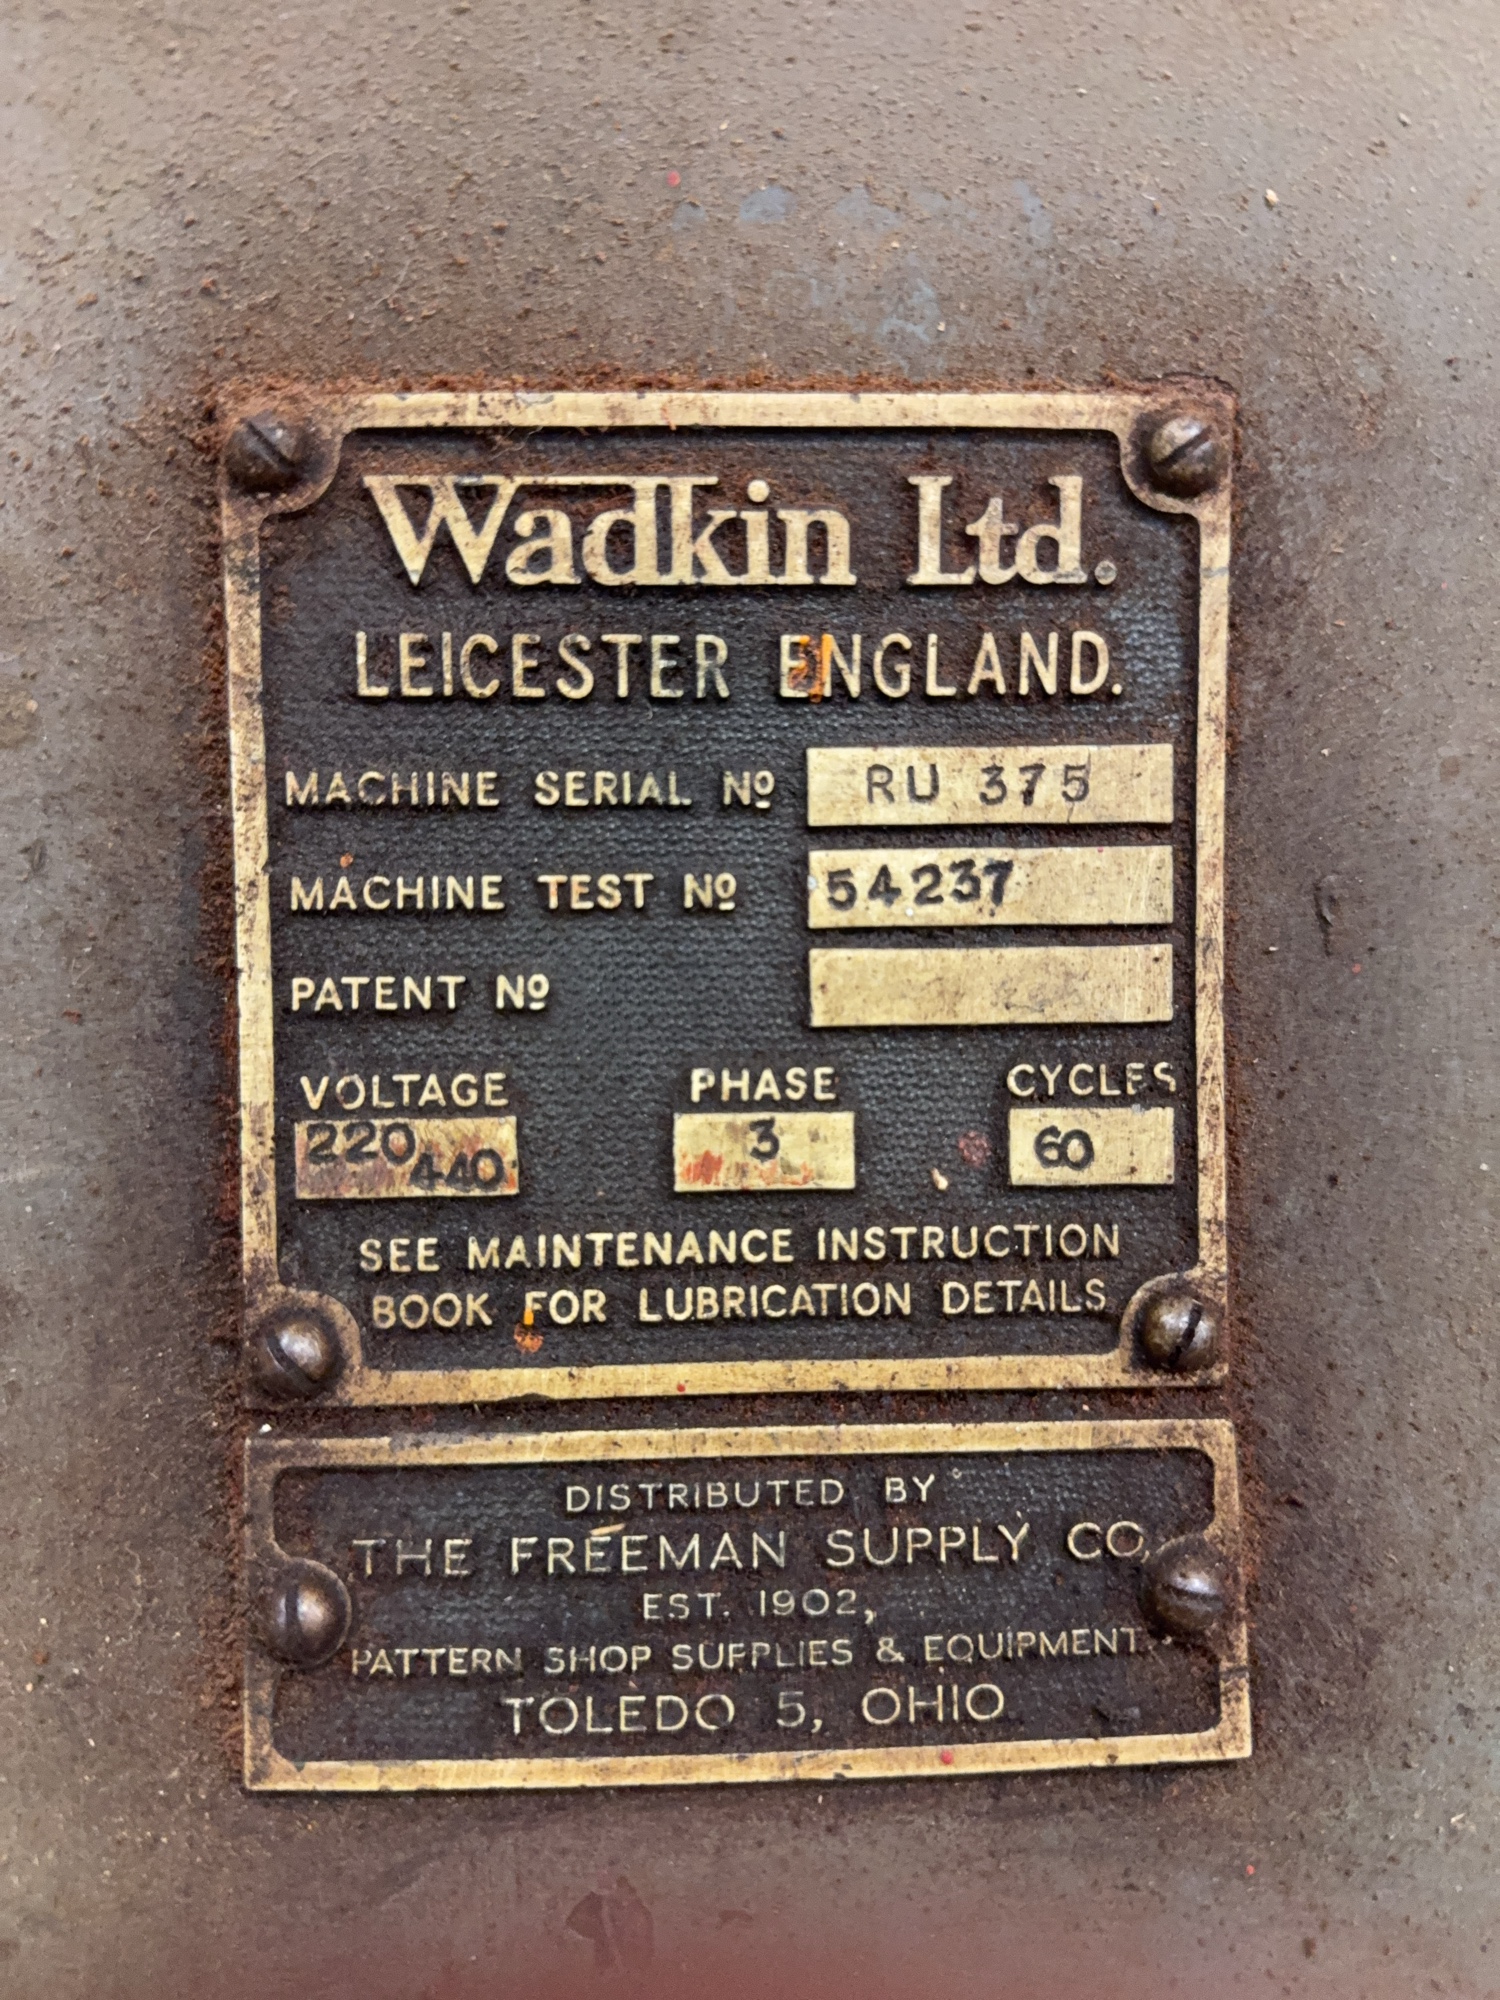 Wadkin Ltd.
LEICESTER ENGLAND.
MACHINE SERIAL Nº RU 375
MACHINE TEST Nº 54237
PATENT Nº
VOLTAGE PHASE CYCLES
220 440 3 60
SEE MAINTENANCE INSTRUCTION
BOOK FOR LUBRICATION DETAILS
DISTRIBUTED BY
THE FREEMAN SUPPLY CO,
EST. 1902,
PATTERN SHOP SUPPLIES & EQUIPMENT.
TOLEDO 5, OHIO